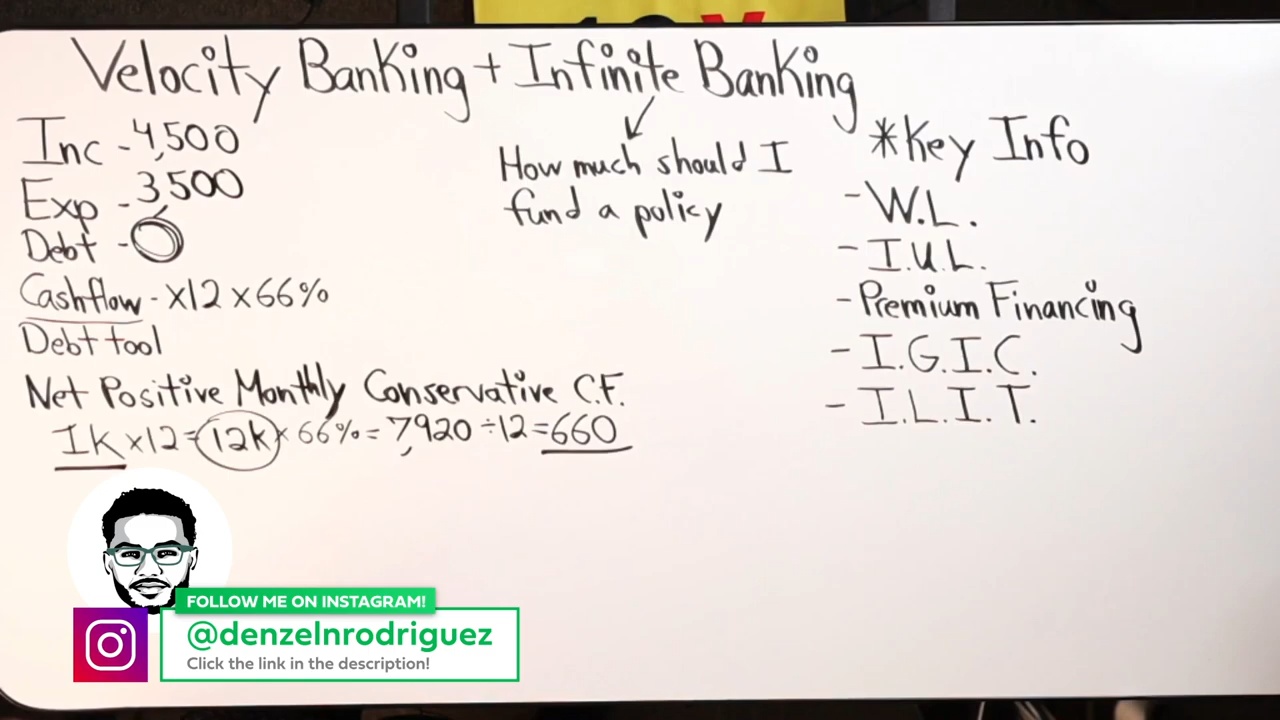 Velocity Banking + Infinite Banking
Inc - 4,500
Exp - 3,500
Debt -
Cashflow - x12 x 66%
Debt tool
Net Positive Monthly Conservative C.F.
1K x12 = 12k x 66% = 7,920 ÷ 12 = 660
How much should I
fund a policy
*Key Info
- W.L.
- I.U.L.
- Premium Financing
- I.G.I.C.
- I.L.I.T.
FOLLOW ME ON INSTAGRAM!
@denzelnrodriguez
Click the link in the description!